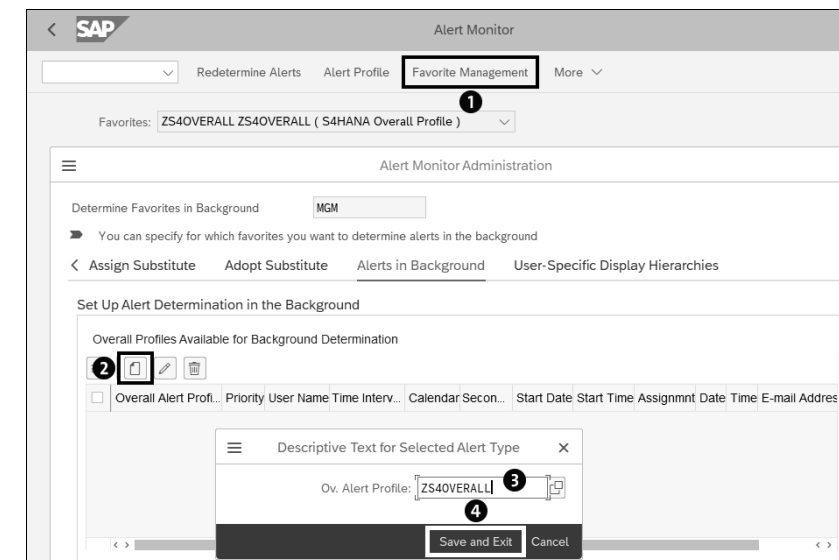 SAP Alert Monitor
Redetermine Alerts Alert Profile Favorite Management More
1
Favorites: ZS4OVERALL ZS4OVERALL ( S4HANA Overall Profile )
Alert Monitor Administration
Determine Favorites in Background MGM
You can specify for which favorites you want to determine alerts in the background
Assign Substitute Adopt Substitute Alerts in Background User-Specific Display Hierarchies
Set Up Alert Determination in the Background
Overall Profiles Available for Background Determination
2
Overall Alert Profi... Priority User Name Time Interv... Calendar Secon... Start Date Start Time Assignmnt Date Time E-mail Addres
Descriptive Text for Selected Alert Type
Ov. Alert Profile: ZS4OVERALL 3
4
Save and Exit Cancel